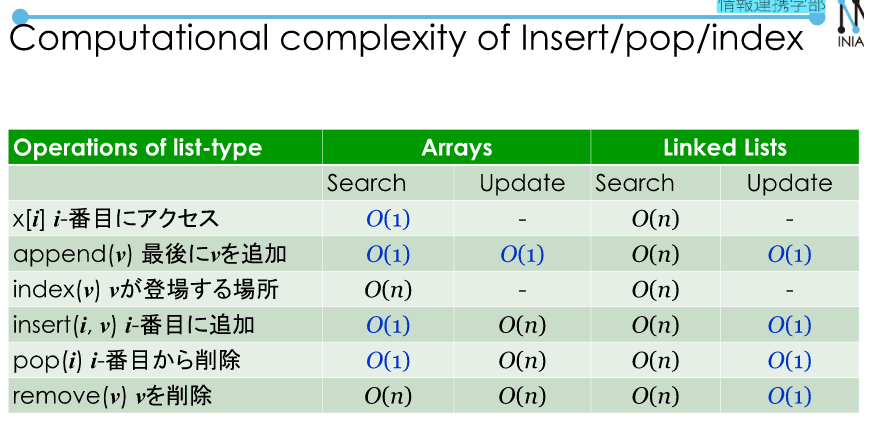 情報連携学部
INIA
Computational complexity of Insert/pop/index
Operations of list-type Arrays Linked Lists
Search Update Search Update
x[i] i-番目にアクセス O(1) - O(n) -
append(v) 最後にvを追加 O(1) O(1) O(n) O(1)
index(v) vが登場する場所 O(n) - O(n) -
insert(i, v) i-番目に追加 O(1) O(n) O(n) O(1)
pop(i) i-番目から削除 O(1) O(n) O(n) O(1)
remove(v) vを削除 O(n) O(n) O(n) O(1)